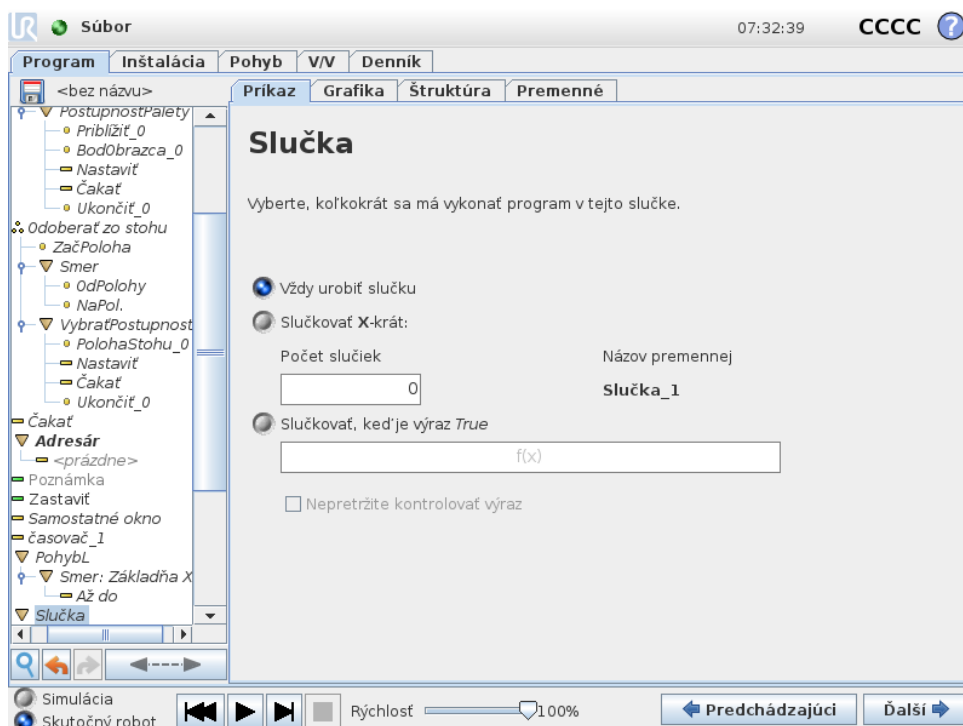 UR Súbor 07:32:39 CCCC ?
Program Inštalácia Pohyb V/V Denník
<bez názvu> Príkaz Grafika Štruktúra Premenné
PostupnosťPalety
Priblížiť_0
BodObrazca_0
Nastaviť
Čakať
Ukončiť_0
Odoberať zo stohu
ZačPoloha
Smer
OdPolohy
NaPol.
VybraťPostupnosť
PolohaStohu_0
Nastaviť
Čakať
Ukončiť_0
Čakať
Adresár
<prázdne>
Poznámka
Zastaviť
Samostatné okno
časovač_1
PohybL
Smer: Základňa X
Až do
Slučka
Slučka
Vyberte, koľkokrát sa má vykonať program v tejto slučke.
Vždy urobiť slučku
Slučkovať X-krát:
Počet slučiek Názov premennej
0 Slučka_1
Slučkovať, keď je výraz True
f(x)
Nepretržite kontrolovať výraz
Simulácia
Skutočný robot
Rýchlosť 100% Predchádzajúci Ďalší